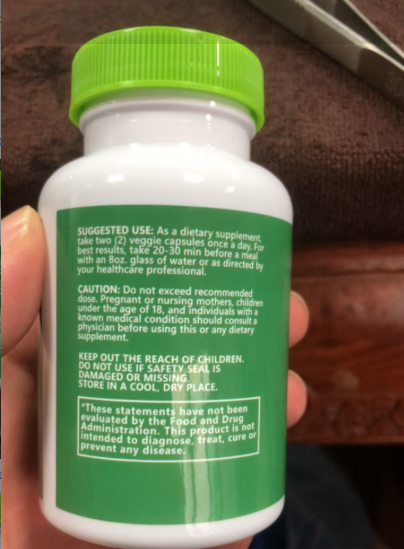 SUGGESTED USE: As a dietary supplement,
take two (2) veggie capsules once a day. For
best results, take 20-30 min before a meal
with an 8oz. glass of water or as directed by
your healthcare professional.
CAUTION: Do not exceed recommended
dose. Pregnant or nursing mothers, children
under the age of 18, and individuals with a
known medical condition should consult a
physician before using this or any dietary
supplement.
KEEP OUT THE REACH OF CHILDREN.
DO NOT USE IF SAFETY SEAL IS
DAMAGED OR MISSING.
STORE IN A COOL, DRY PLACE.
*These statements have not been
evaluated by the Food and Drug
Administration. This product is not
intended to diagnose, treat, cure or
prevent any disease.